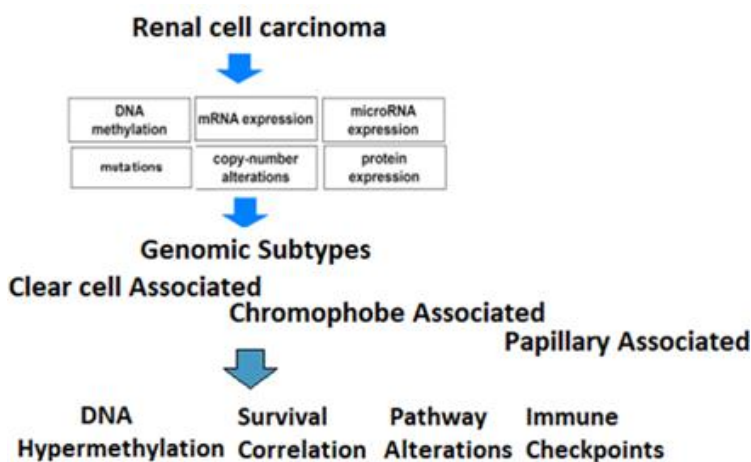 Renal cell carcinoma
DNA methylation
mRNA expression
microRNA expression
mutations
copy-number alterations
protein expression
Genomic Subtypes
Clear cell Associated
Chromophobe Associated
Papillary Associated
DNA Hypermethylation
Survival Correlation
Pathway Alterations
Immune Checkpoints